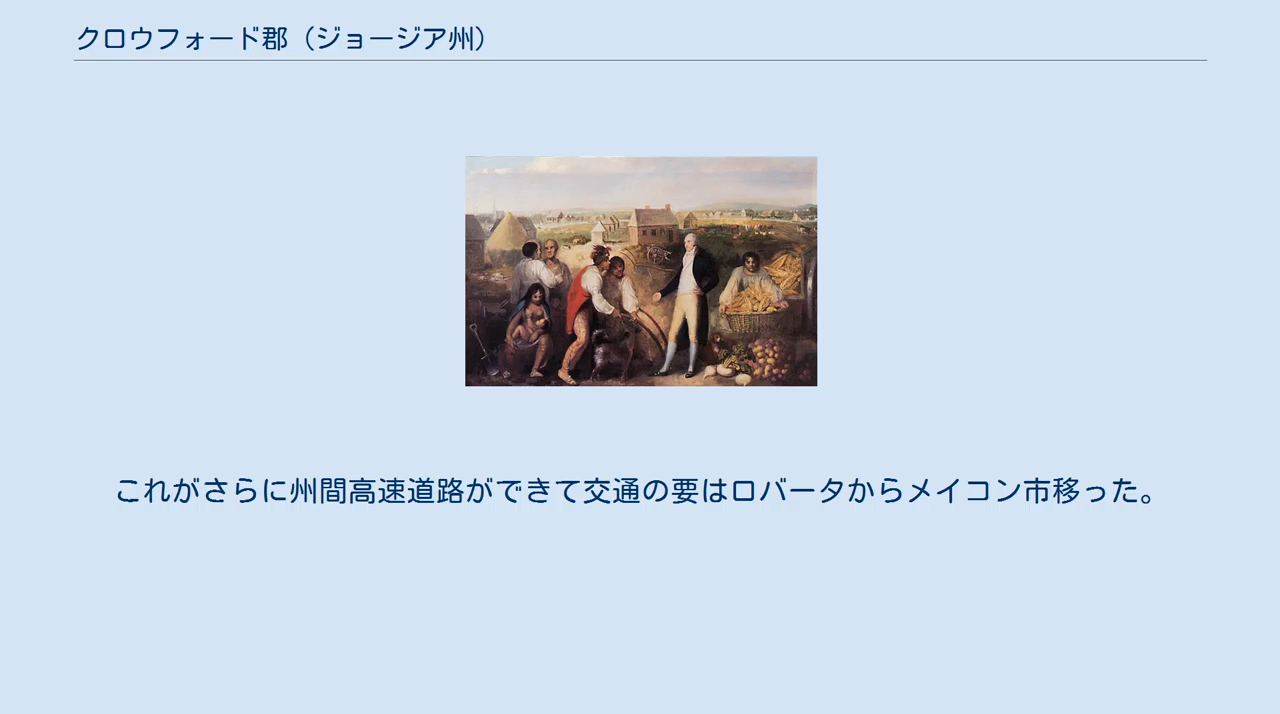 クロウフォード郡（ジョージア州）
これがさらに州間高速道路ができて交通の要はロバータからメイコン市移った。